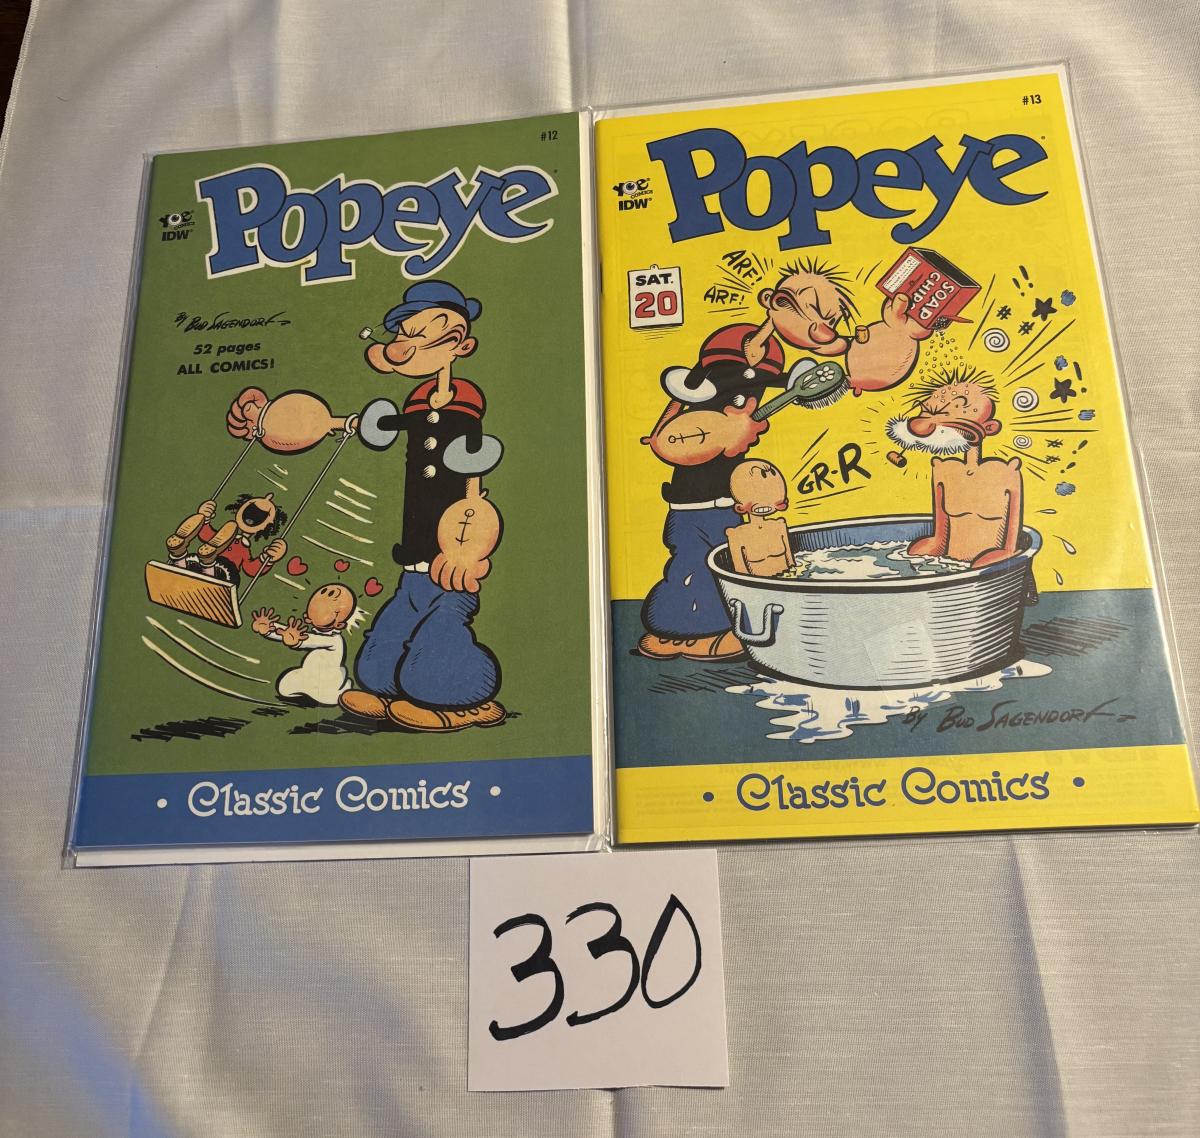 #12
Popeye
YOE
COMICS
IDW
BY BUD SAGENDORF
52 pages
ALL COMICS!
• Classic Comics •
#13
Popeye
YOE
COMICS
IDW
SAT.
20
ARF!
ARF!
SOAP
CHIPS
GR-R
BY BUD SAGENDORF
• Classic Comics •
330